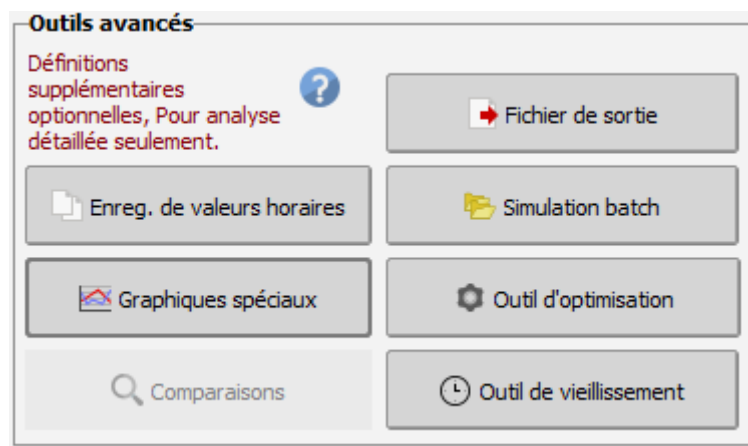 Outils avancés
Définitions
supplémentaires
optionnelles, Pour analyse
détaillée seulement.
?
Fichier de sortie
Enreg. de valeurs horaires
Simulation batch
Graphiques spéciaux
Outil d'optimisation
Comparaisons
Outil de vieillissement